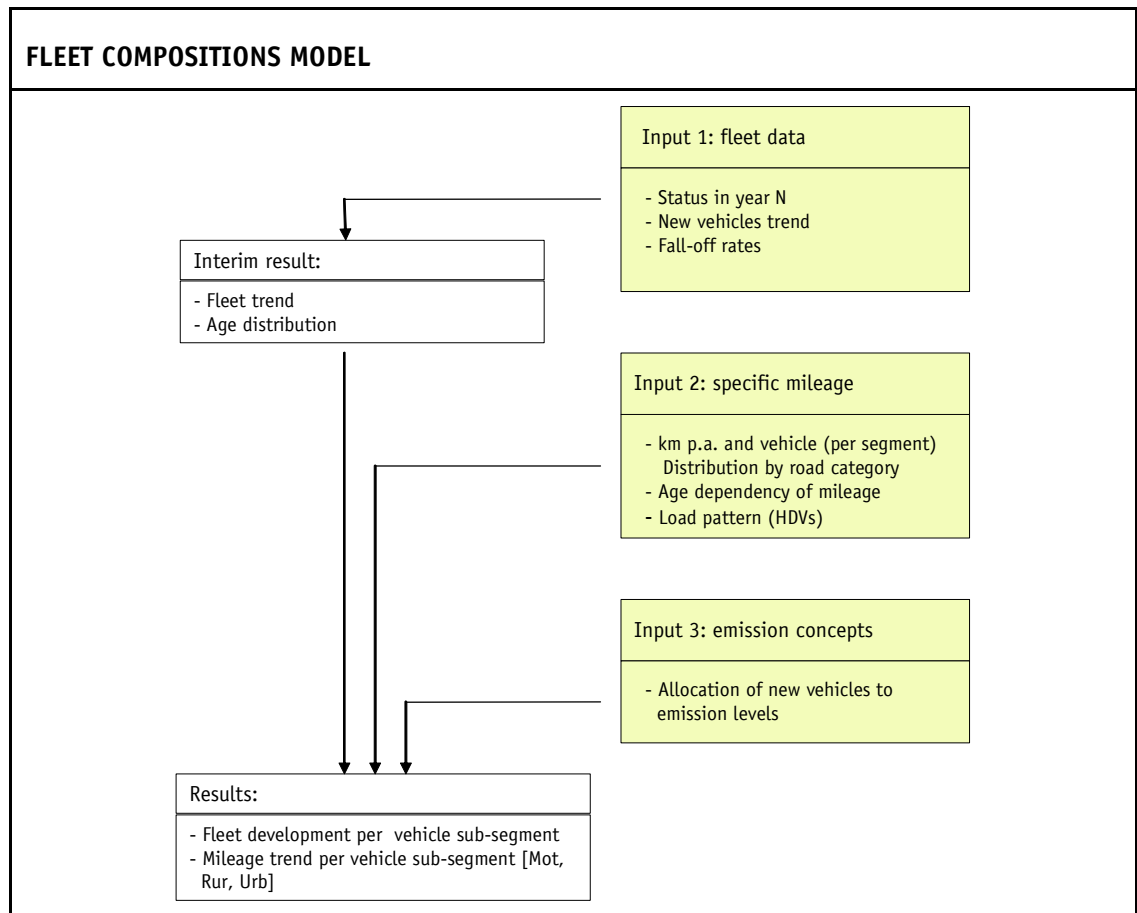 FLEET COMPOSITIONS MODEL
Input 1: fleet data
- Status in year N
- New vehicles trend
- Fall-off rates
Interim result:
- Fleet trend
- Age distribution
Input 2: specific mileage
- km p.a. and vehicle (per segment)
Distribution by road category
- Age dependency of mileage
- Load pattern (HDVs)
Input 3: emission concepts
- Allocation of new vehicles to
emission levels
Results:
- Fleet development per vehicle sub-segment
- Mileage trend per vehicle sub-segment [Mot,
Rur, Urb]